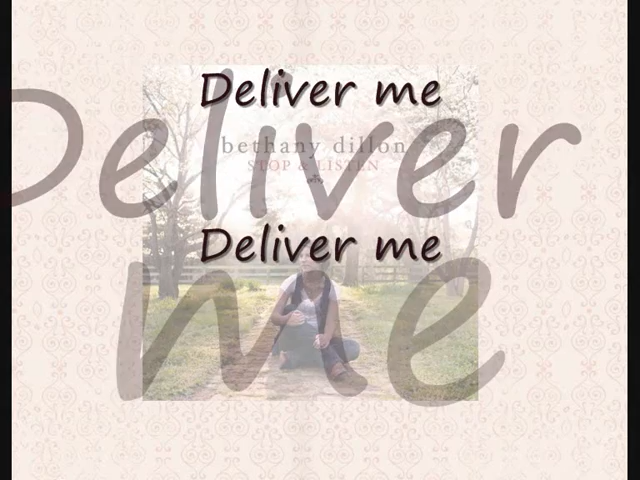 Deliver me
Deliver
bethany dillon
STOP & LISTEN
Deliver me
me